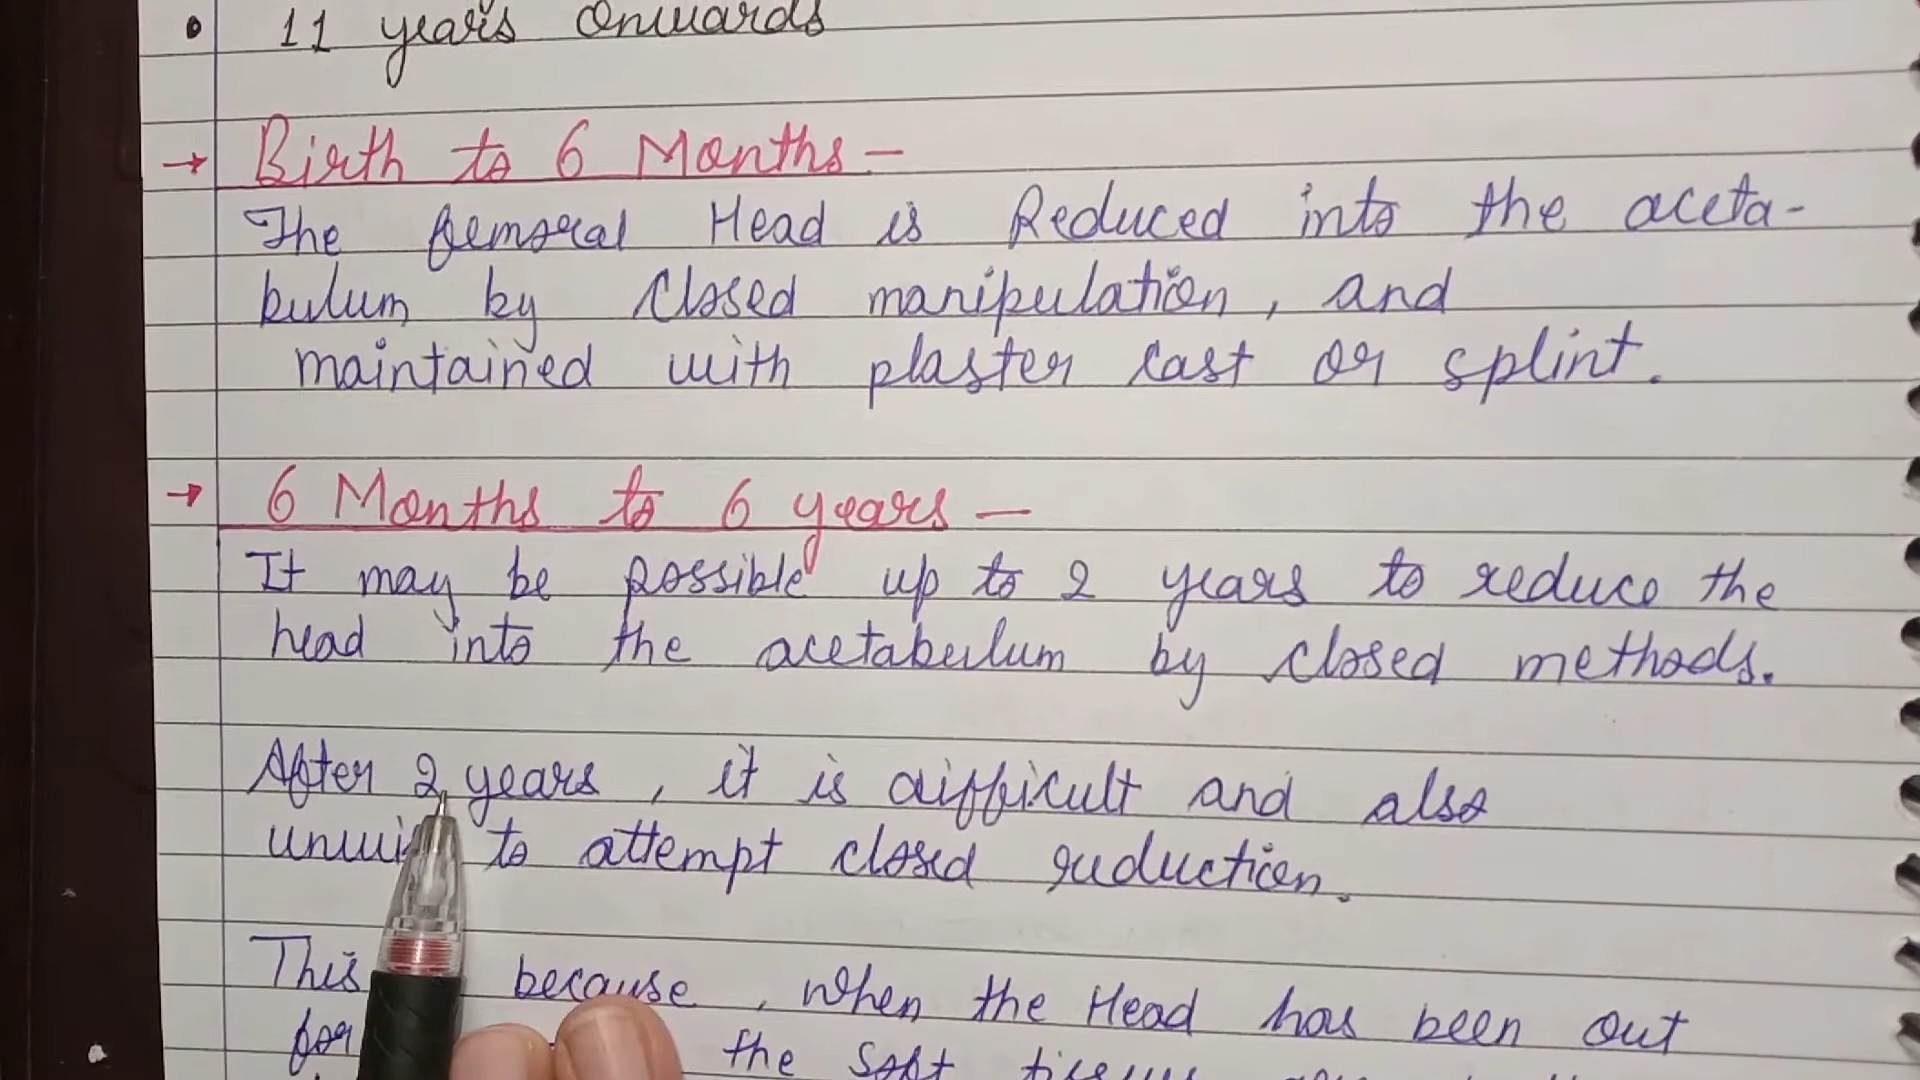 • 11 years onwards
→ Birth to 6 Months —
The femoral Head is Reduced into the aceta-
bulum by Closed manipulation, and
maintained with plaster cast or splint.
→ 6 Months to 6 years —
It may be possible up to 2 years to reduce the
head into the acetabulum by closed methods.
After 2 years, it is difficult and also
to attempt closed reduction.
This because, when the Head has been out
for the soft